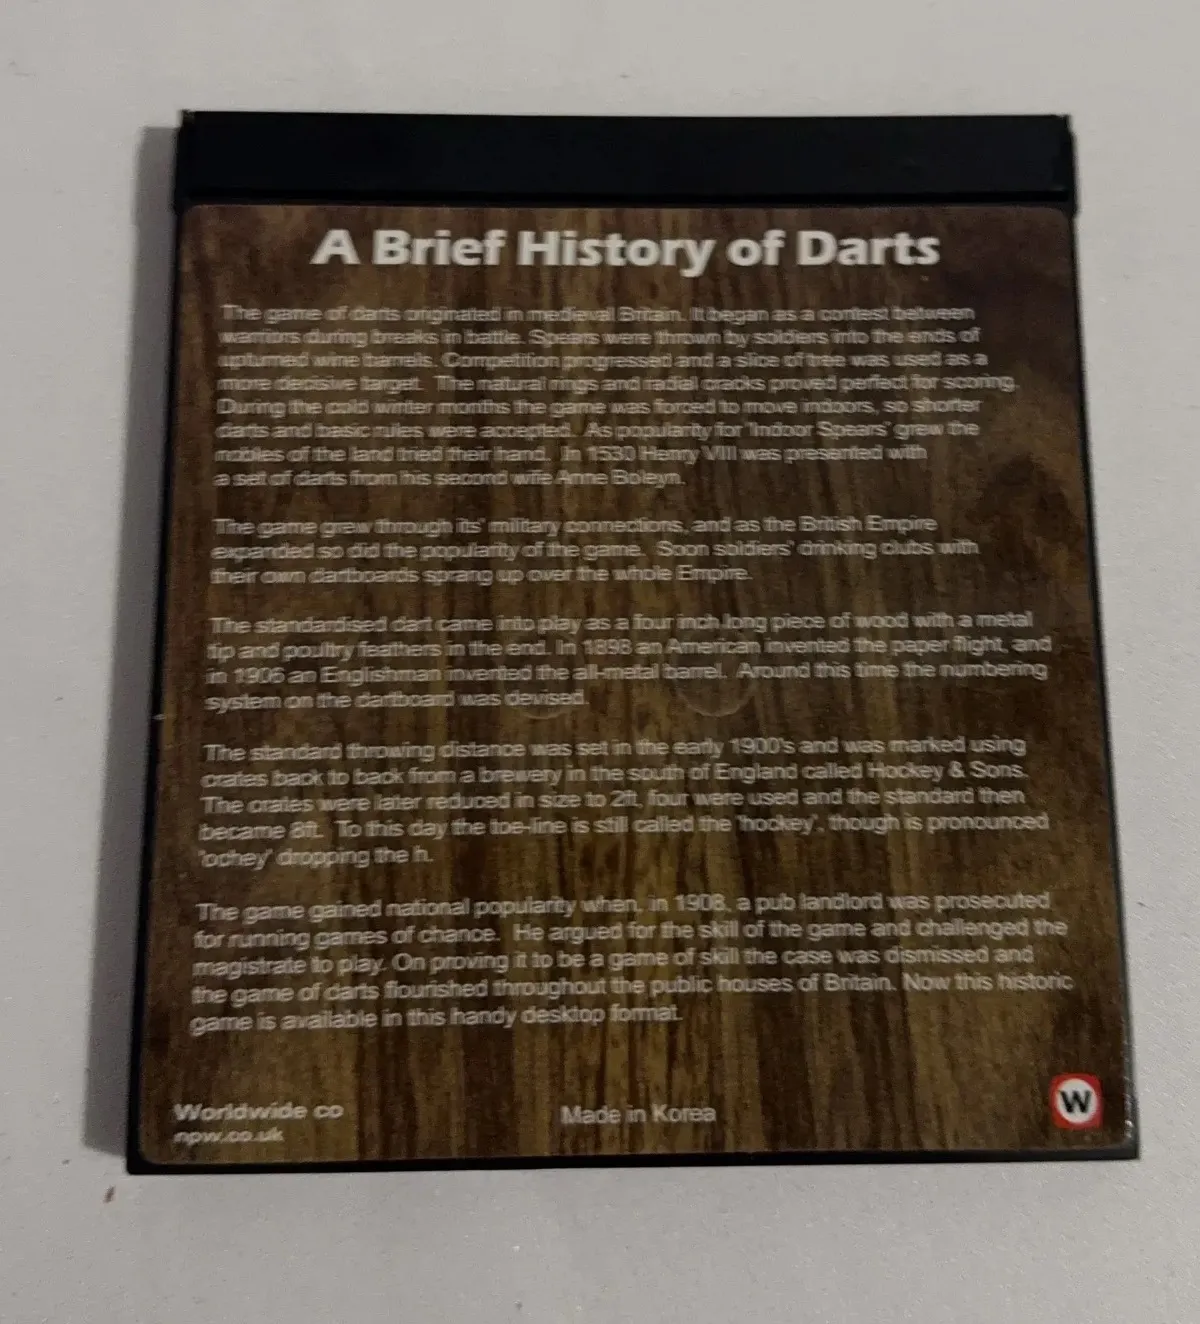 A Brief History of Darts
The game of darts originated in medieval Britain. It began as a contest between
warriors during breaks in battle. Spears were thrown by soldiers into the ends of
upturned wine barrels. Competition progressed and a slice of tree was used as a
more decisive target. The natural rings and radial cracks proved perfect for scoring.
During the cold winter months the game was forced to move indoors, so shorter
darts and basic rules were accepted. As popularity for 'Indoor Spears' grew the
nobles of the land tried their hand. In 1530 Henry VIII was presented with
a set of darts from his second wife Anne Boleyn.
The game grew through its' military connections, and as the British Empire
expanded so did the popularity of the game. Soon soldiers' drinking clubs with
their own dartboards sprang up over the whole Empire.
The standardised dart came into play as a four inch long piece of wood with a metal
tip and poultry feathers in the end. In 1898 an American invented the paper flight, and
in 1906 an Englishman invented the all-metal barrel. Around this time the numbering
system on the dartboard was devised.
The standard throwing distance was set in the early 1900's and was marked using
crates back to back from a brewery in the south of England called Hockey & Sons.
The crates were later reduced in size to 2ft, four were used and the standard then
became 8ft. To this day the toe-line is still called the 'hockey', though is pronounced
'ochey' dropping the h.
The game gained national popularity when, in 1908, a pub landlord was prosecuted
for running games of chance. He argued for the skill of the game and challenged the
magistrate to play. On proving it to be a game of skill the case was dismissed and
the game of darts flourished throughout the public houses of Britain. Now this historic
game is available in this handy desktop format.
Worldwide co
npw.co.uk
Made in Korea
W